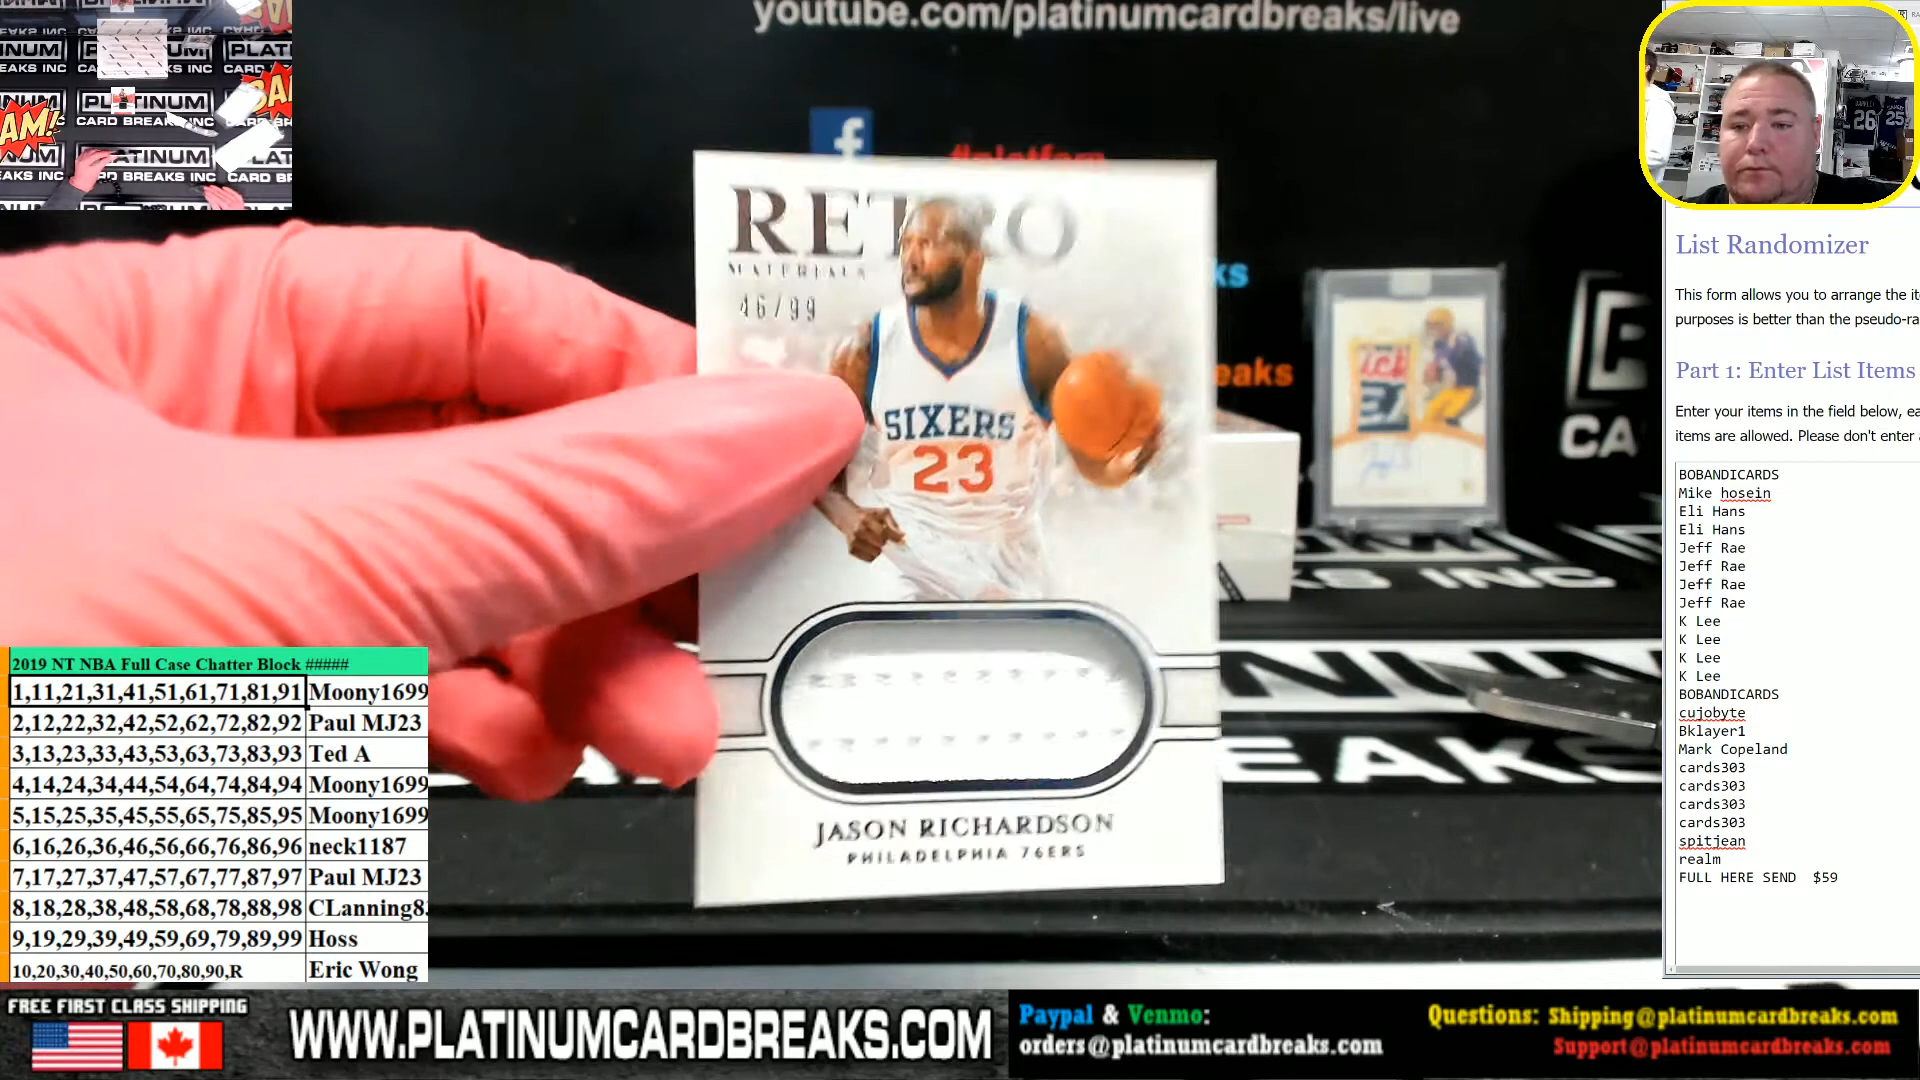 youtube.com/platinumcardbreaks/live
PLATINUM
CARD BREAKS INC
RETRO
MATERIALS
46/99
SIXERS
23
JASON RICHARDSON
PHILADELPHIA 76ERS
26
25
List Randomizer
This form allows you to arrange the
purposes is better than the
Part 1: Enter List Items
Enter your items in the field below,
items are allowed. Please don't enter
BOBANDICARDS
Mike hosein
Eli Hans
Eli Hans
Jeff Rae
Jeff Rae
Jeff Rae
Jeff Rae
K Lee
K Lee
K Lee
K Lee
BOBANDICARDS
cujobyte
Bklayer1
Mark Copeland
cards303
cards303
cards303
cards303
spitjean
realm
FULL HERE SEND $59
2019 NT NBA Full Case Chatter Block #####
1,11,21,31,41,51,61,71,81,91 Moony1699
2,12,22,32,42,52,62,72,82,92 Paul MJ23
3,13,23,33,43,53,63,73,83,93 Ted A
4,14,24,34,44,54,64,74,84,94 Moony1699
5,15,25,35,45,55,65,75,85,95 Moony1699
6,16,26,36,46,56,66,76,86,96 neck1187
7,17,27,37,47,57,67,77,87,97 Paul MJ23
8,18,28,38,48,58,68,78,88,98 CLanning8
9,19,29,39,49,59,69,79,89,99 Hoss
10,20,30,40,50,60,70,80,90,R Eric Wong
FREE FIRST CLASS SHIPPING
WWW.PLATINUMCARDBREAKS.COM
Paypal & Venmo:
orders@platinumcardbreaks.com
Questions: Shipping@platinumcardbreaks.com
Support@platinumcardbreaks.com